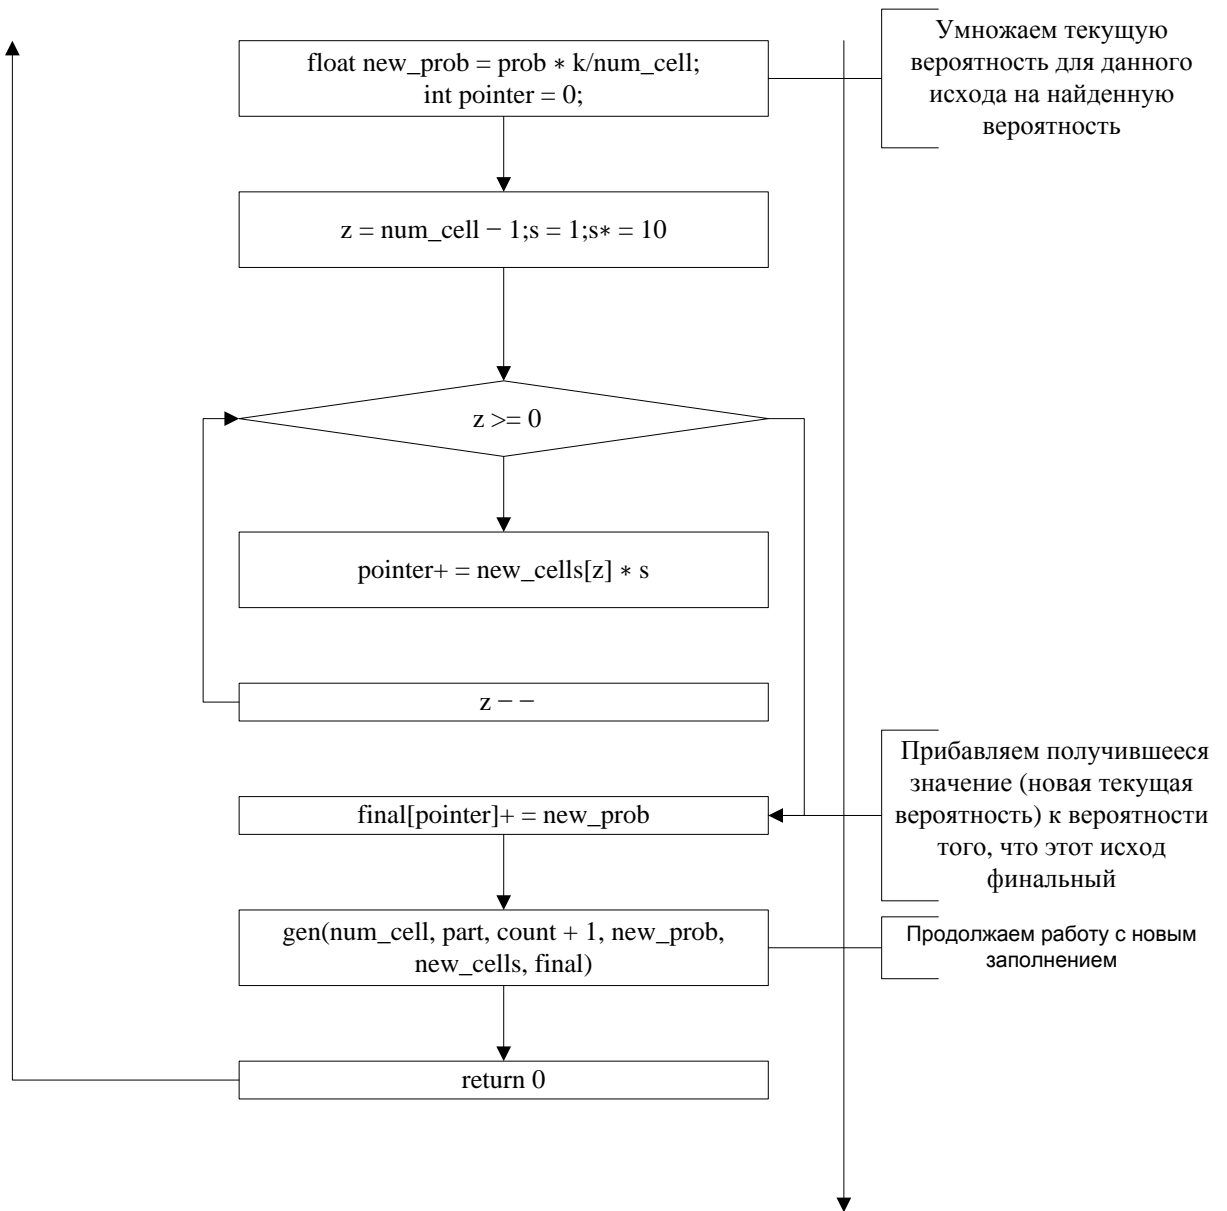 float new_prob = prob ∗ k/num_cell;
int pointer = 0;
Умножаем текущую
вероятность для данного
исхода на найденную
вероятность
z = num_cell − 1;s = 1;s∗ = 10
z >= 0
pointer+ = new_cells[z] ∗ s
z − −
final[pointer]+ = new_prob
Прибавляем получившееся
значение (новая текущая
вероятность) к вероятности
того, что этот исход
финальный
gen(num_cell, part, count + 1, new_prob,
new_cells, final)
Продолжаем работу с новым
заполнением
return 0